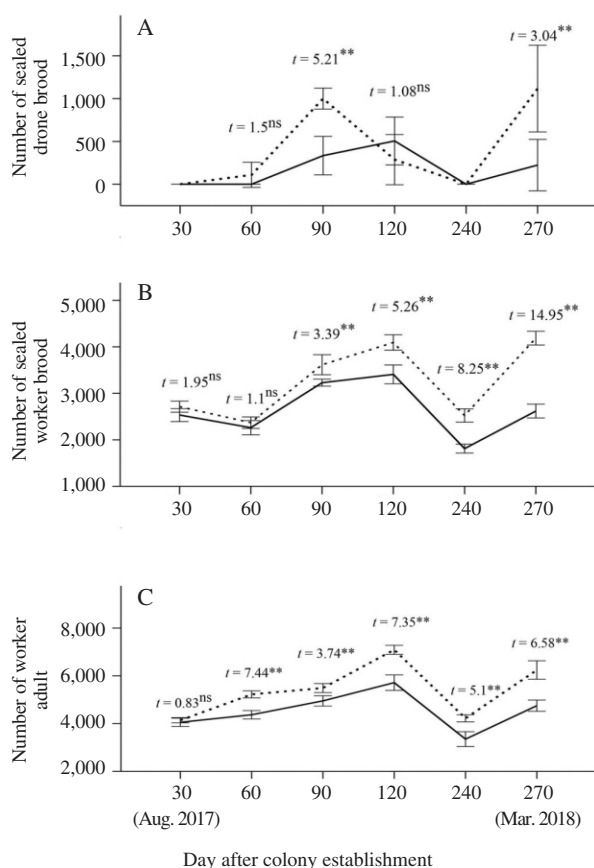 A
Number of sealed
drone brood
1,500
1,000
500
0
t = 1.5ns
t = 5.21**
t = 1.08ns
t = 3.04**
30 60 90 120 240 270
B
Number of sealed
worker brood
5,000
4,000
3,000
2,000
1,000
t = 1.95ns
t = 1.1ns
t = 3.39**
t = 5.26**
t = 8.25**
t = 14.95**
30 60 90 120 240 270
C
Number of worker
adult
8,000
6,000
4,000
2,000
t = 0.83ns
t = 7.44**
t = 3.74**
t = 7.35**
t = 5.1**
t = 6.58**
30 60 90 120 240 270
(Aug. 2017) (Mar. 2018)
Day after colony establishment